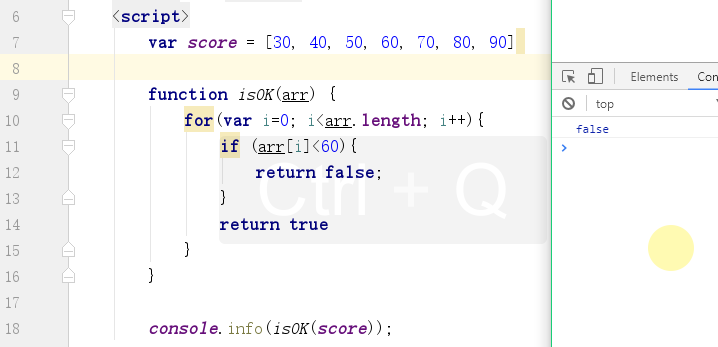 6 <script>
7 var score = [30, 40, 50, 60, 70, 80, 90]
8
9 function isOK(arr) {
10 for(var i=0; i<arr.length; i++){
11 if (arr[i]<60){
12 return false;
13 }
14 return true
15 }
16 }
17
18 console.info(isOK(score));
Ctrl + Q
Elements Con
top
false